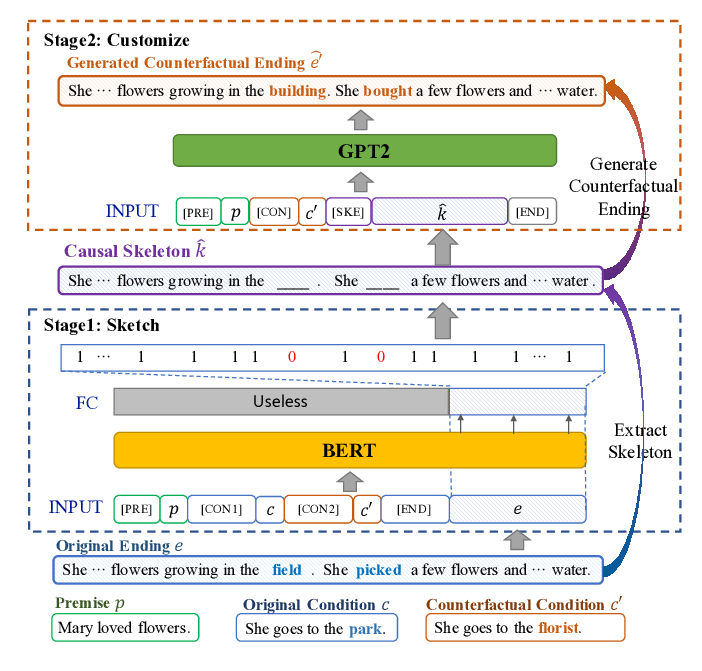 Stage2: Customize
Generated Counterfactual Ending ê′
She ⋯ flowers growing in the building. She bought a few flowers and ⋯ water.
GPT2
Generate
Counterfactual
Ending
INPUT [PRE] p [CON] c′ [SKE] k̂ [END]
Causal Skeleton k̂
She ⋯ flowers growing in the ____ . She ____ a few flowers and ⋯ water .
Stage1: Sketch
1 ⋯ 1 1 1 1 0 1 0 1 1 1 1 ⋯ 1
FC Useless
BERT
Extract
Skeleton
INPUT [PRE] p [CON1] c [CON2] c′ [END] e
Original Ending e
She ⋯ flowers growing in the field . She picked a few flowers and ⋯ water.
Premise p Original Condition c Counterfactual Condition c′
Mary loved flowers. She goes to the park. She goes to the florist.